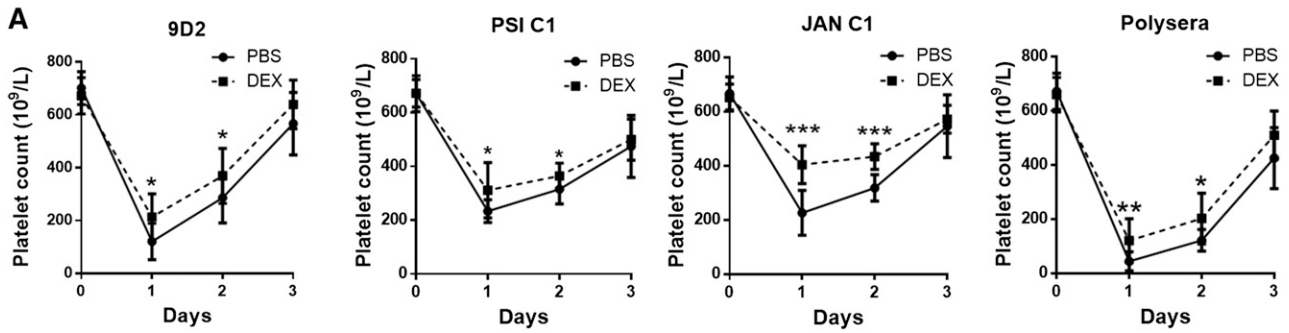 A
9D2
PBS
DEX
Platelet count (10⁹/L)
800
600
400
200
0
*
*
0 1 2 3
Days
PSI C1
PBS
DEX
Platelet count (10⁹/L)
800
600
400
200
0
*
*
0 1 2 3
Days
JAN C1
PBS
DEX
Platelet count (10⁹/L)
800
600
400
200
0
***
***
0 1 2 3
Days
Polysera
PBS
DEX
Platelet count (10⁹/L)
800
600
400
200
0
**
*
0 1 2 3
Days